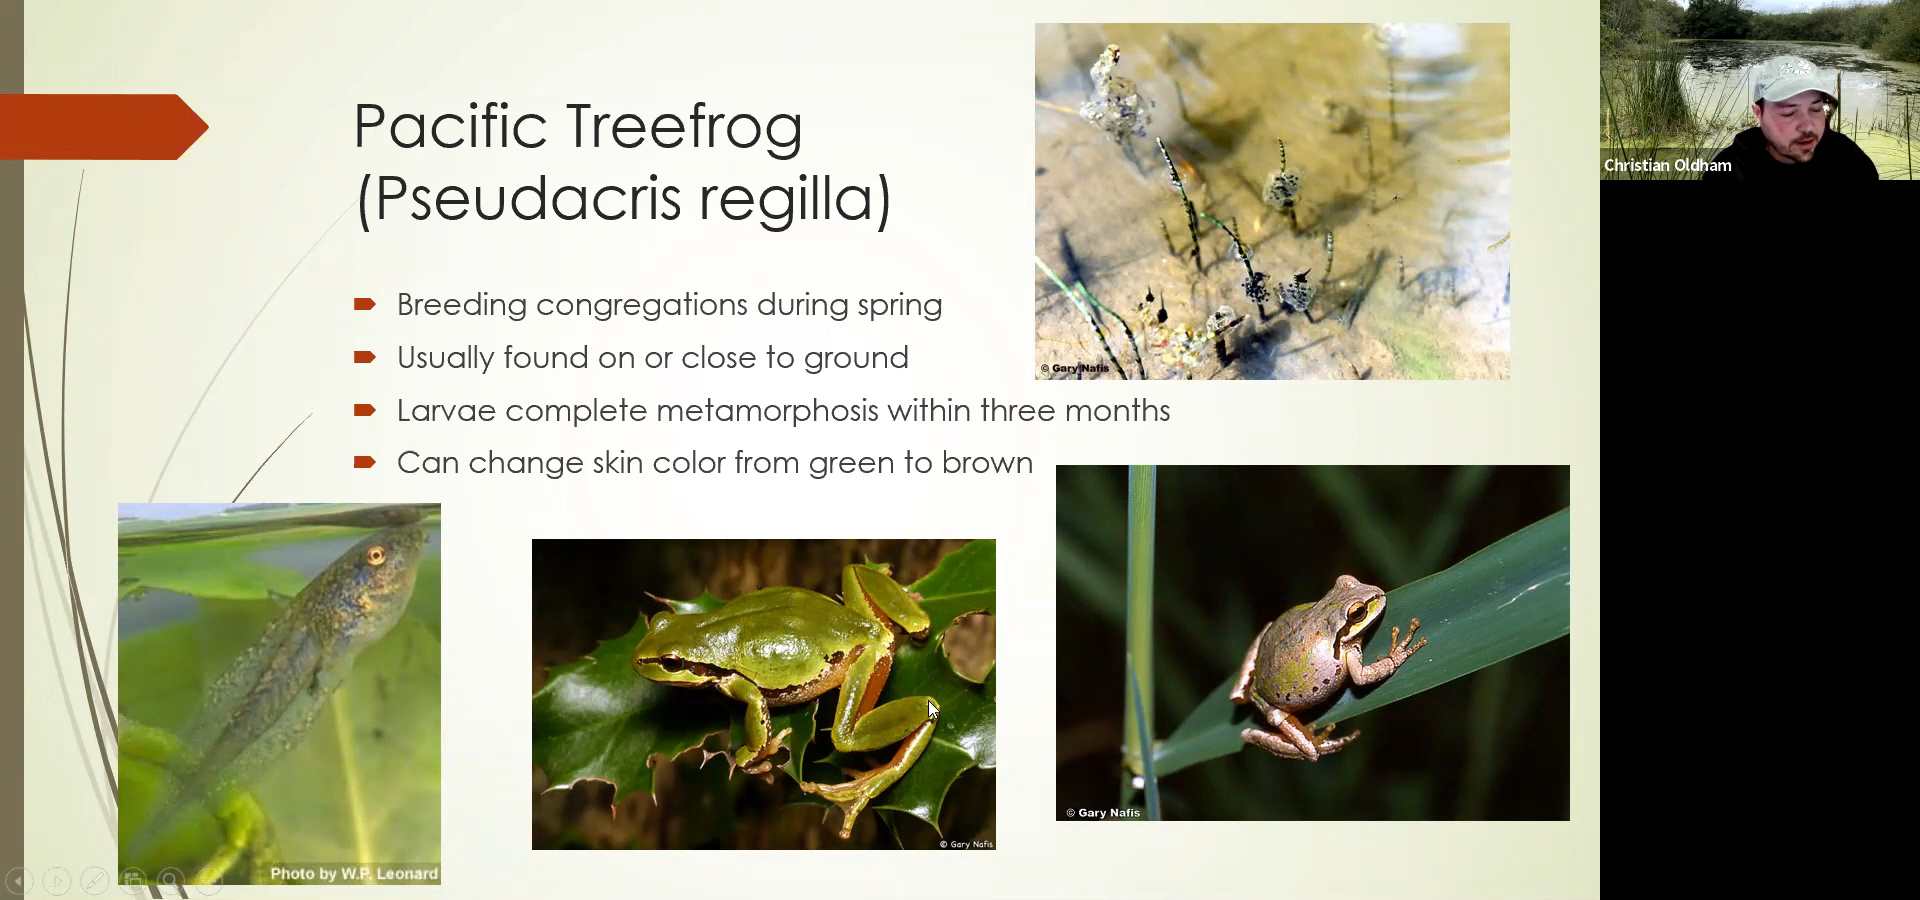 Pacific Treefrog
(Pseudacris regilla)
Breeding congregations during spring
Usually found on or close to ground
Larvae complete metamorphosis within three months
Can change skin color from green to brown
© Gary Nafis
Photo by W.P. Leonard
© Gary Nafis
© Gary Nafis
Christian Oldham